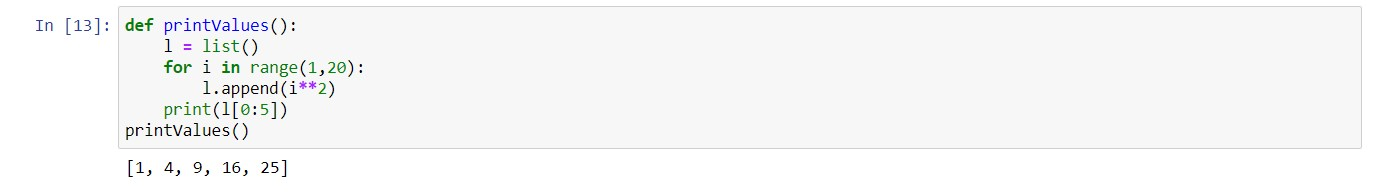 In [13]: def printValues():
    l = list()
    for i in range(1,20):
        l.append(i**2)
    print(l[0:5])
printValues()
[1, 4, 9, 16, 25]